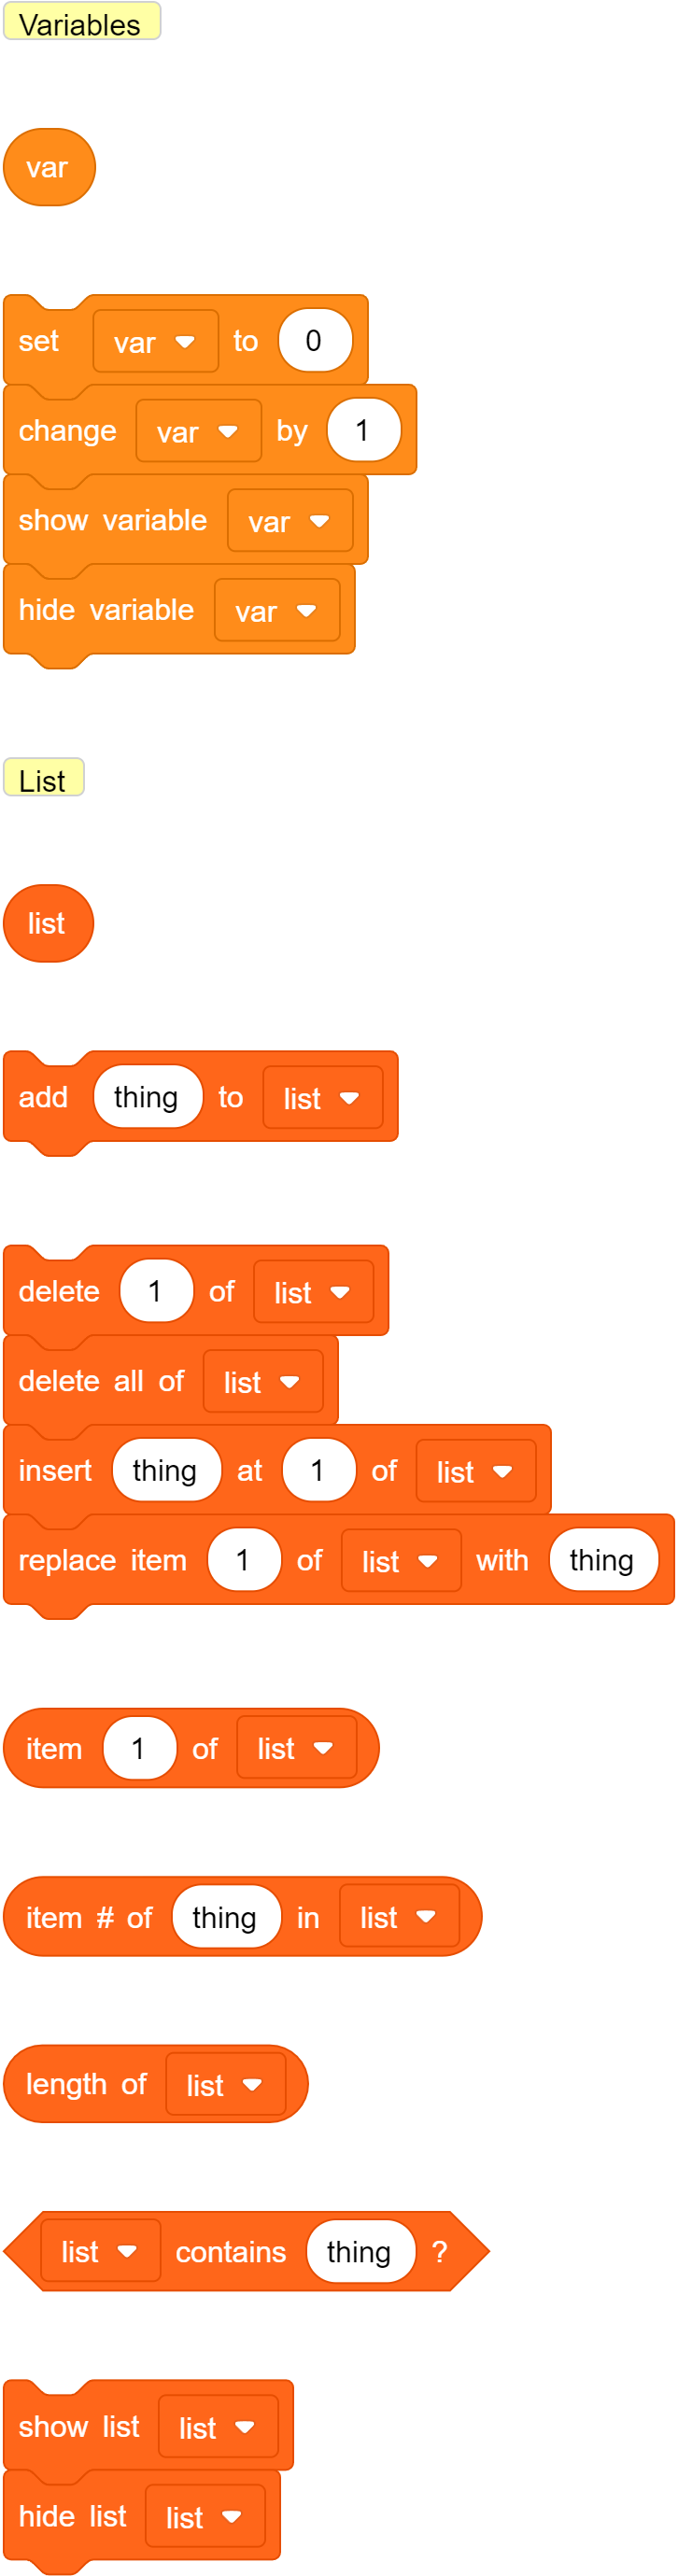 Variables
var
set var to 0
change var by 1
show variable var
hide variable var
List
list
add thing to list
delete 1 of list
delete all of list
insert thing at 1 of list
replace item 1 of list with thing
item 1 of list
item # of thing in list
length of list
list contains thing ?
show list list
hide list list